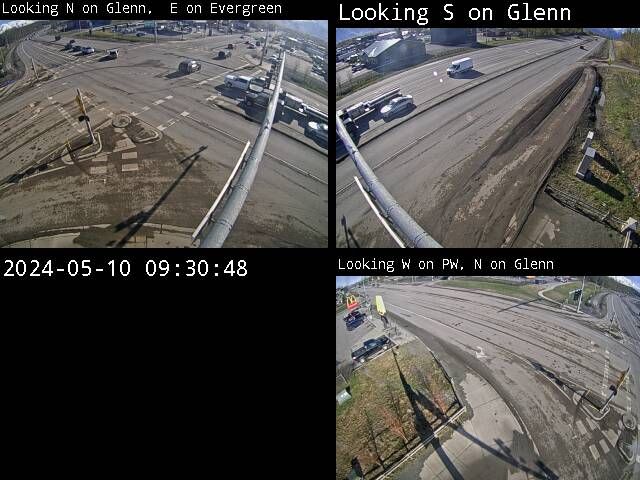 Looking N on Glenn, E on Evergreen
Looking S on Glenn
2024-05-10 09:30:48
Looking W on PW, N on Glenn